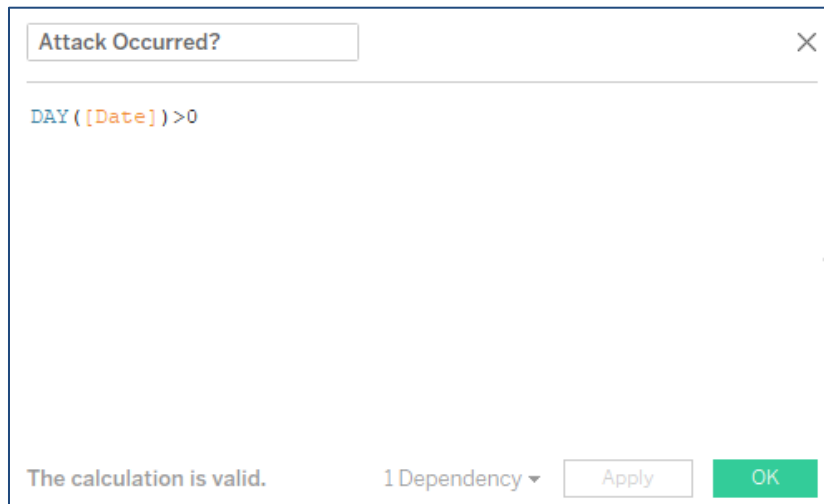 Attack Occurred?
DAY([Date])>0
The calculation is valid.
1 Dependency
Apply
OK